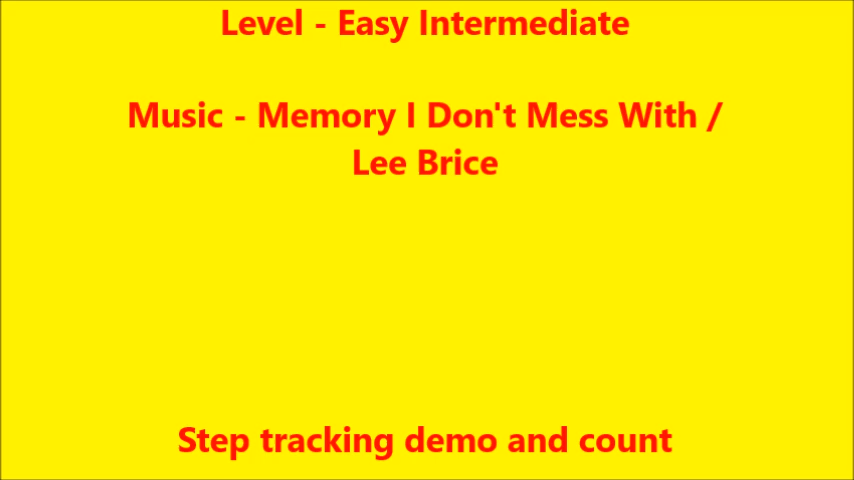 Level - Easy Intermediate
Music - Memory I Don't Mess With /
Lee Brice
Step tracking demo and count